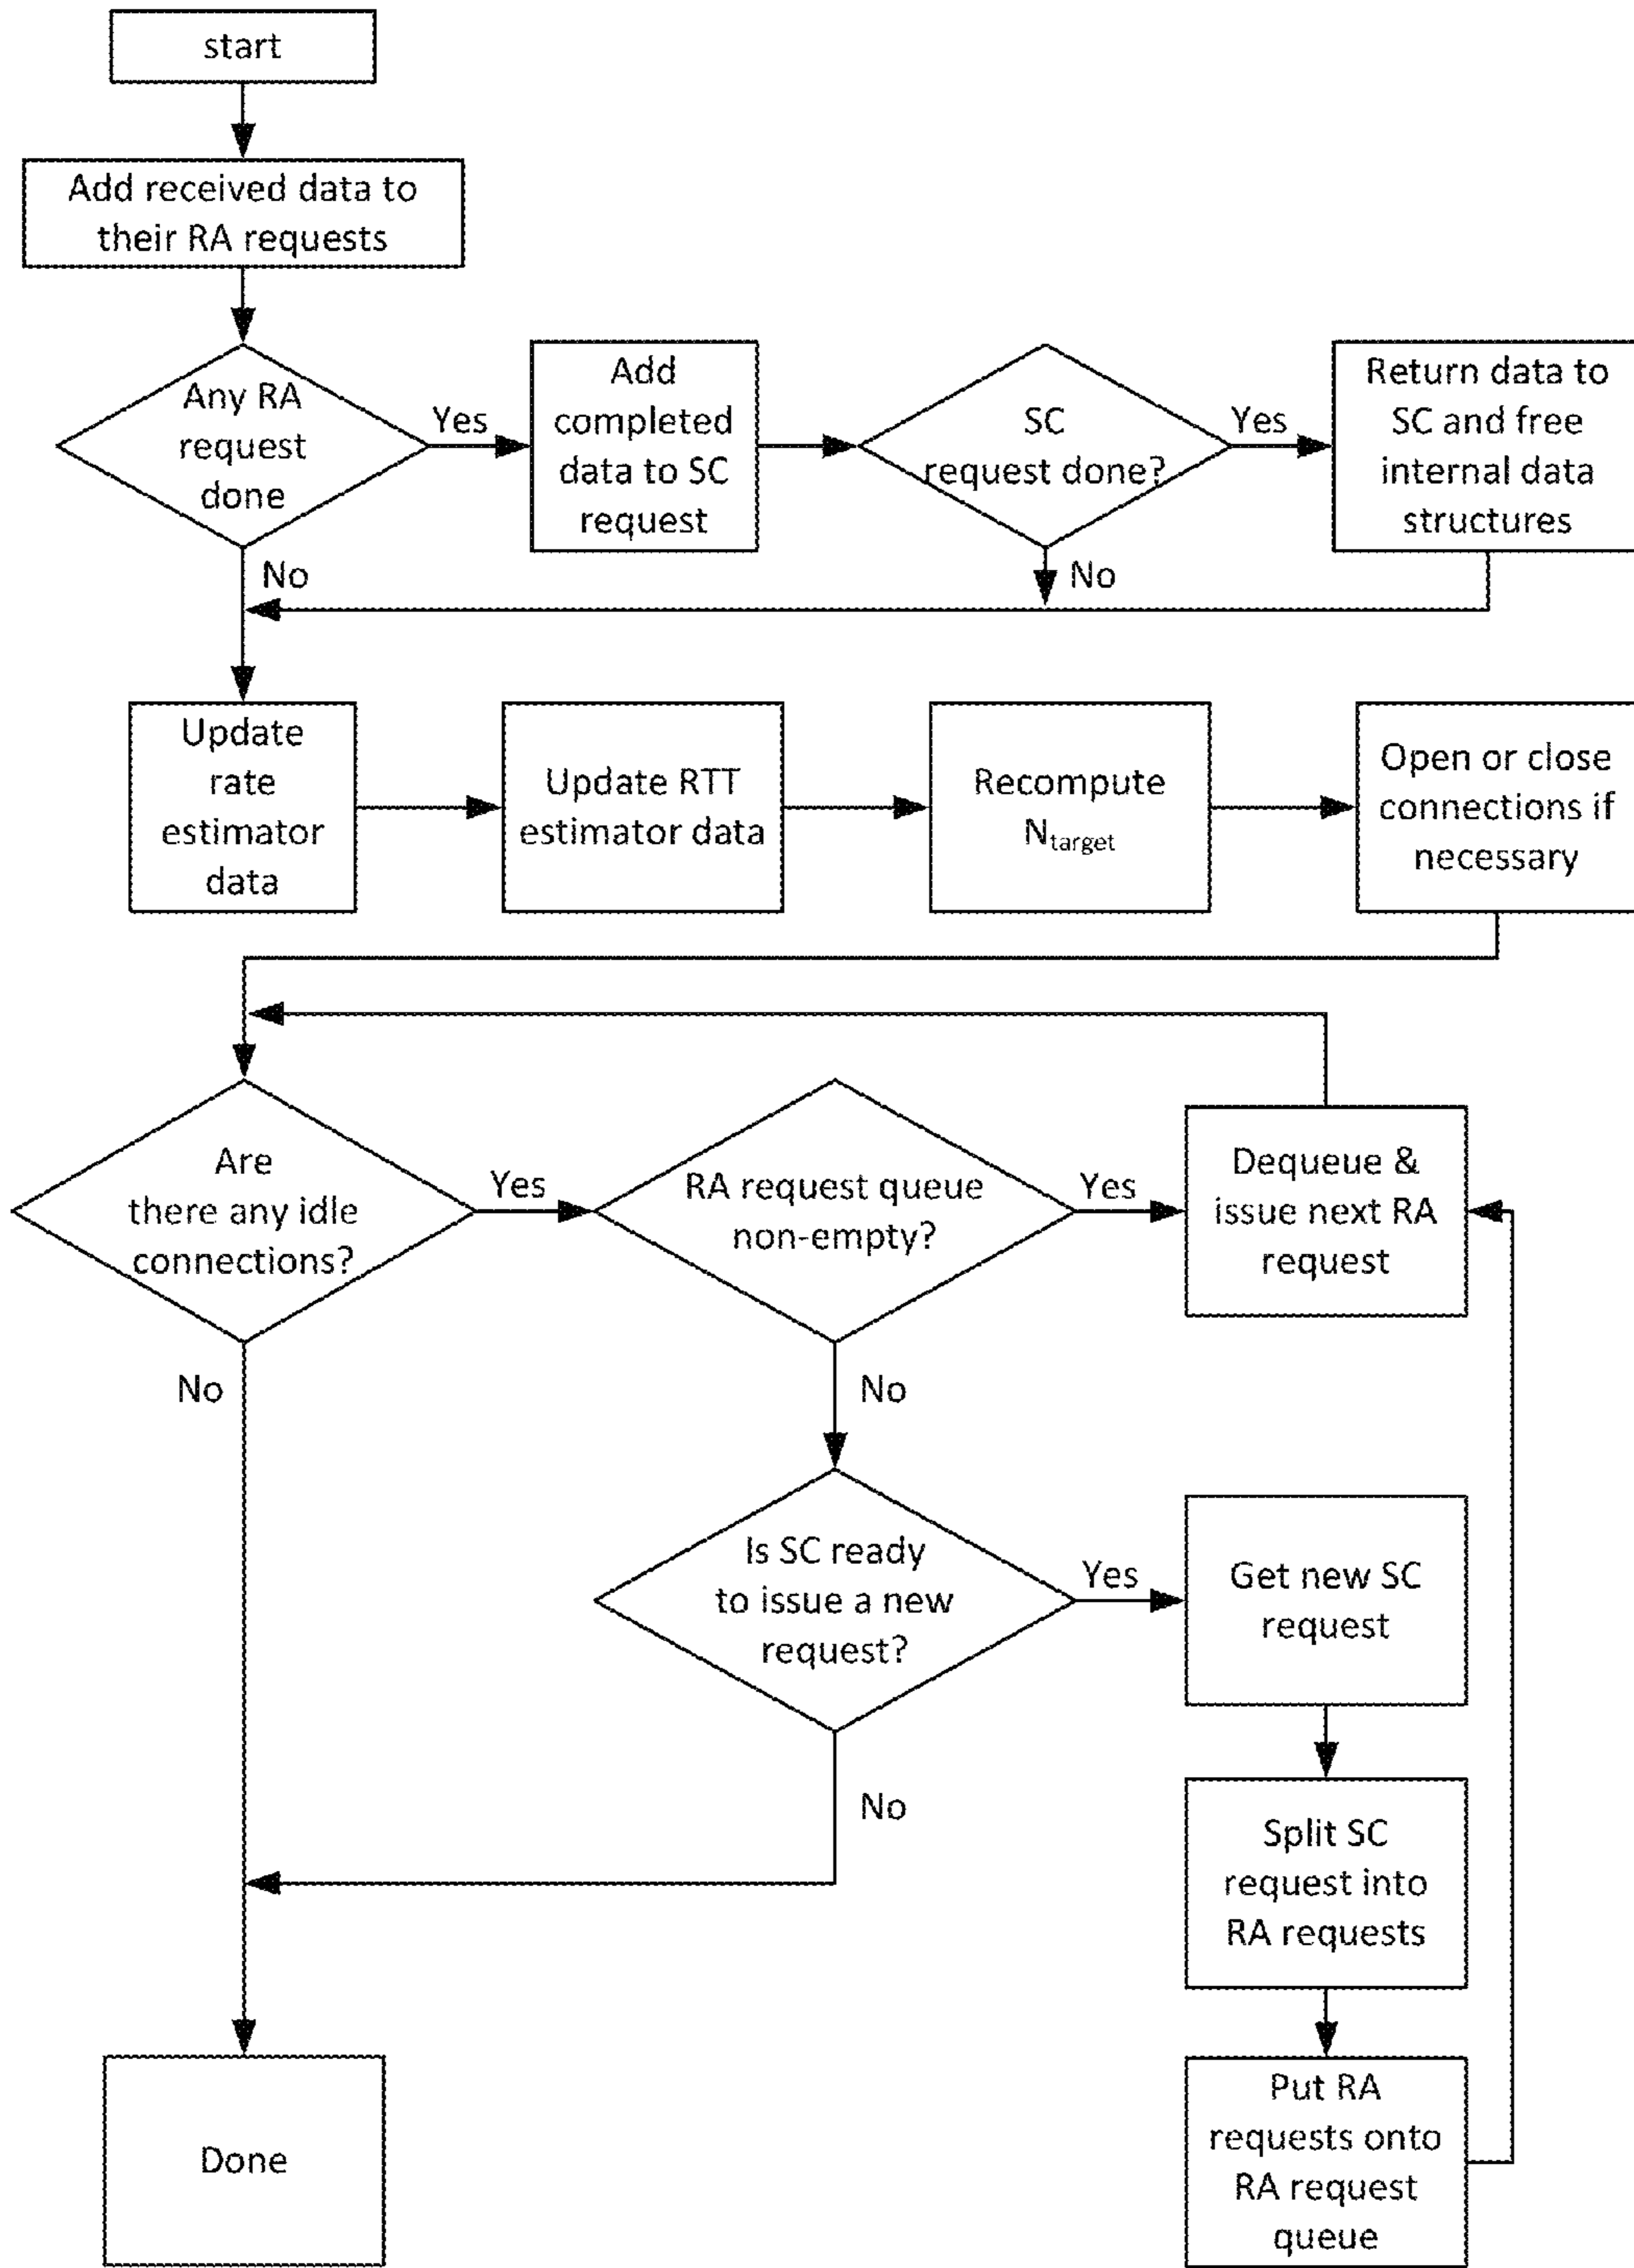 start
Add received data to
their RA requests
Any RA
request
done
Yes
Add
completed
data to SC
request
SC
request done?
Yes
Return data to
SC and free
internal data
structures
No
No
Update
rate
estimator
data
Update RTT
estimator data
Recompute
Ntarget
Open or close
connections if
necessary
Are
there any idle
connections?
Yes
RA request queue
non-empty?
Yes
Dequeue &
issue next RA
request
No
No
Is SC ready
to issue a new
request?
Yes
Get new SC
request
No
Split SC
request into
RA requests
Done
Put RA
requests onto
RA request
queue